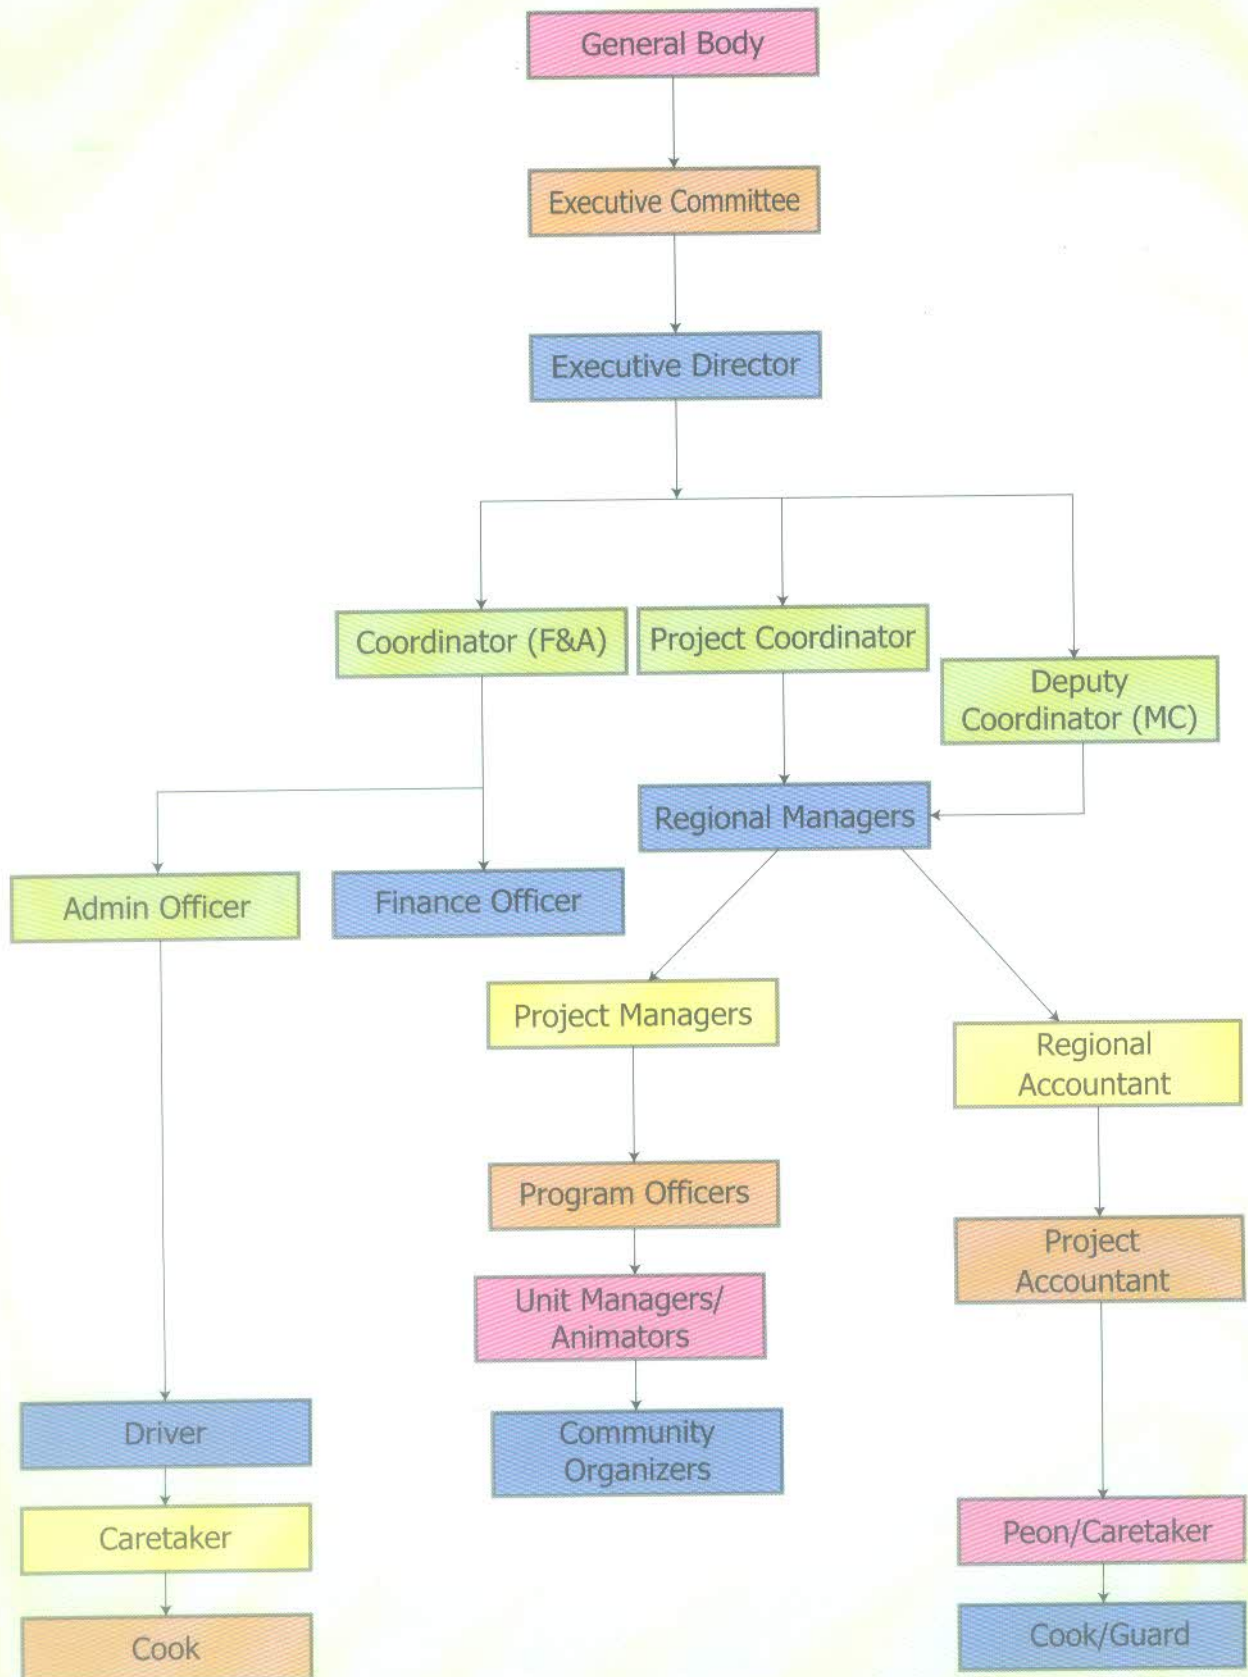 General Body
Executive Committee
Executive Director
Coordinator (F&A)
Project Coordinator
Deputy
Coordinator (MC)
Regional Managers
Admin Officer
Finance Officer
Project Managers
Regional
Accountant
Program Officers
Project
Accountant
Unit Managers/
Animators
Driver
Community
Organizers
Caretaker
Peon/Caretaker
Cook
Cook/Guard